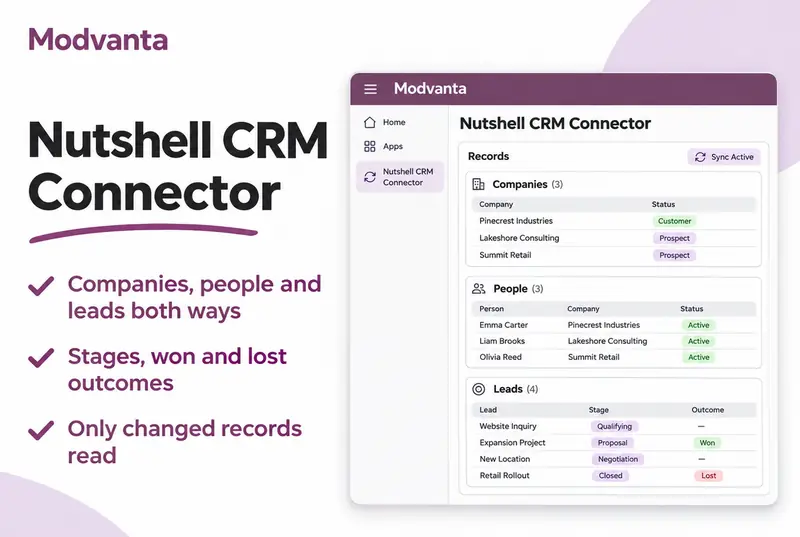 Modvanta
Nutshell CRM
Connector
Companies, people and
leads both ways
Stages, won and lost
outcomes
Only changed records
read
Modvanta
Home
Apps
Nutshell CRM
Connector
Nutshell CRM Connector
Records
Sync Active
Companies (3)
Company Status
Pinecrest Industries Customer
Lakeshore Consulting Prospect
Summit Retail Prospect
People (3)
Person Company Status
Emma Carter Pinecrest Industries Active
Liam Brooks Lakeshore Consulting Active
Olivia Reed Summit Retail Active
Leads (4)
Lead Stage Outcome
Website Inquiry Qualifying —
Expansion Project Proposal Won
New Location Negotiation —
Retail Rollout Closed Lost